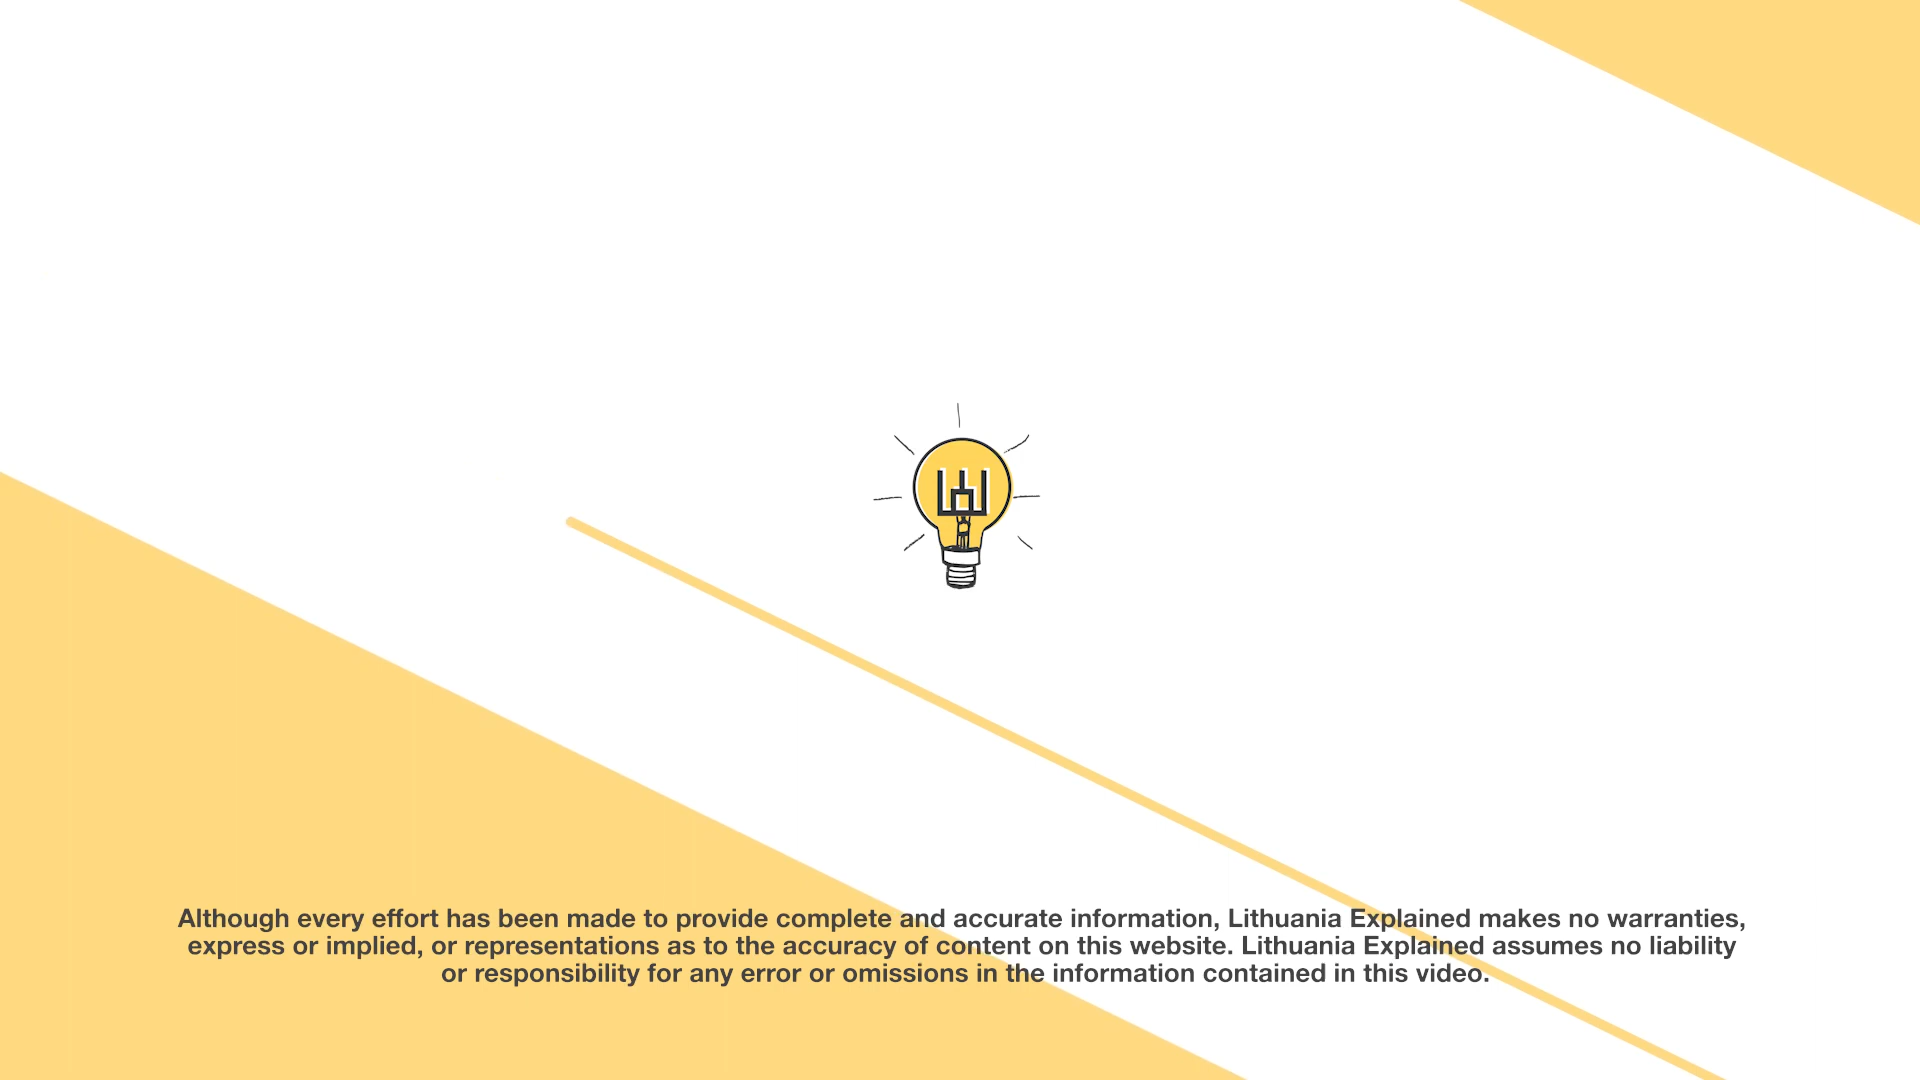 Although every effort has been made to provide complete and accurate information, Lithuania Explained makes no warranties,
express or implied, or representations as to the accuracy of content on this website. Lithuania Explained assumes no liability
or responsibility for any error or omissions in the information contained in this video.